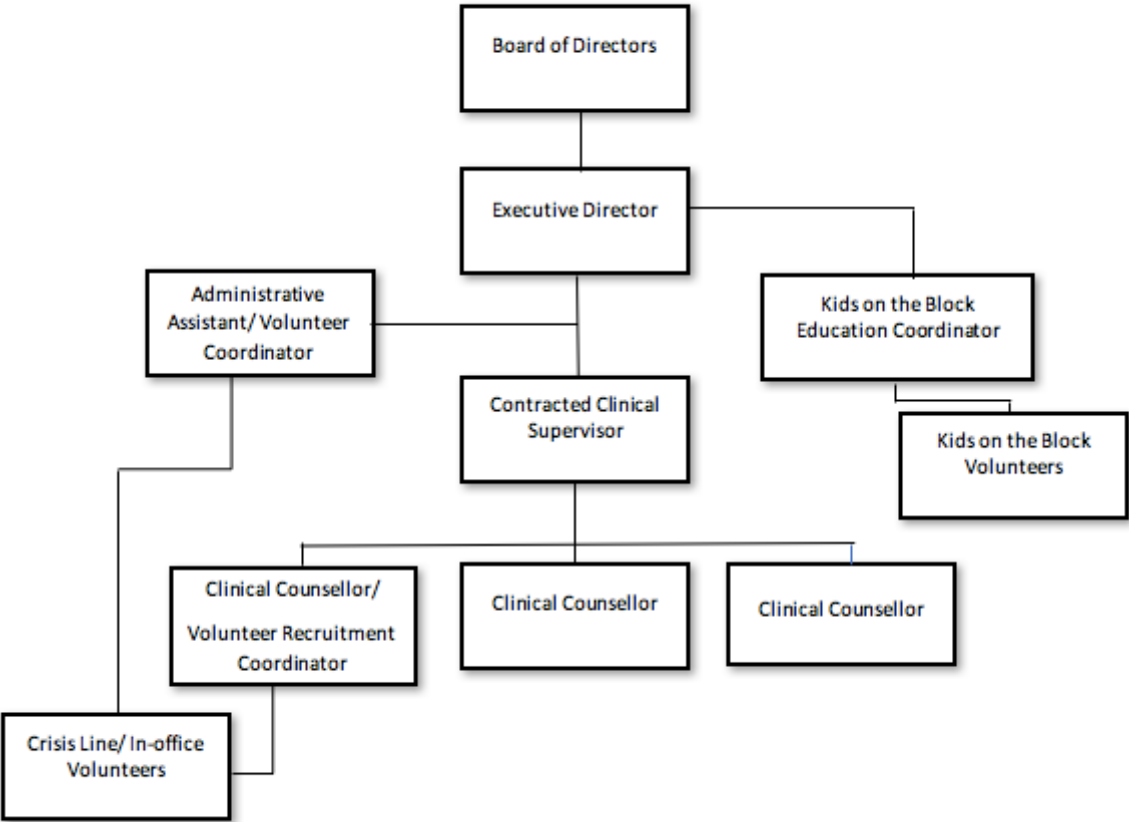 Board of Directors
Executive Director
Administrative
Assistant/ Volunteer
Coordinator
Kids on the Block
Education Coordinator
Contracted Clinical
Supervisor
Kids on the Block
Volunteers
Clinical Counsellor/
Volunteer Recruitment
Coordinator
Clinical Counsellor
Clinical Counsellor
Crisis Line/ In-office
Volunteers